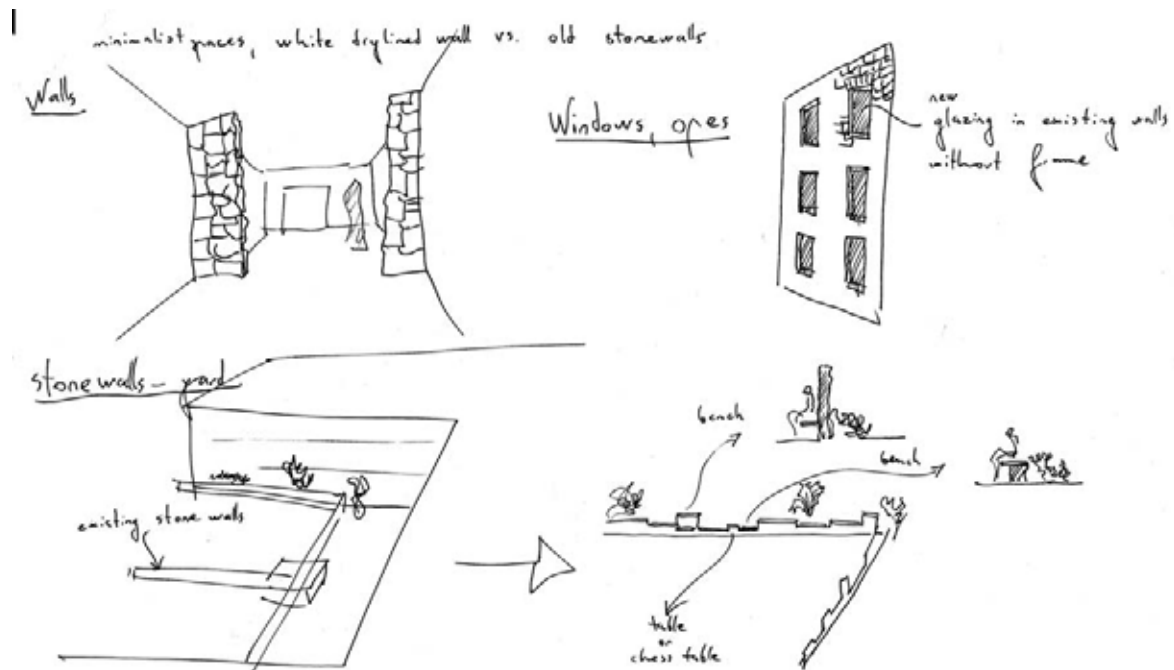 minimalist spaces, white drylined wall vs. old stonewalls
Walls
Windows, opes
new
glazing in existing walls
without frame
stonewalls – yard
existing stone walls
bench
bench
table
or
chess table